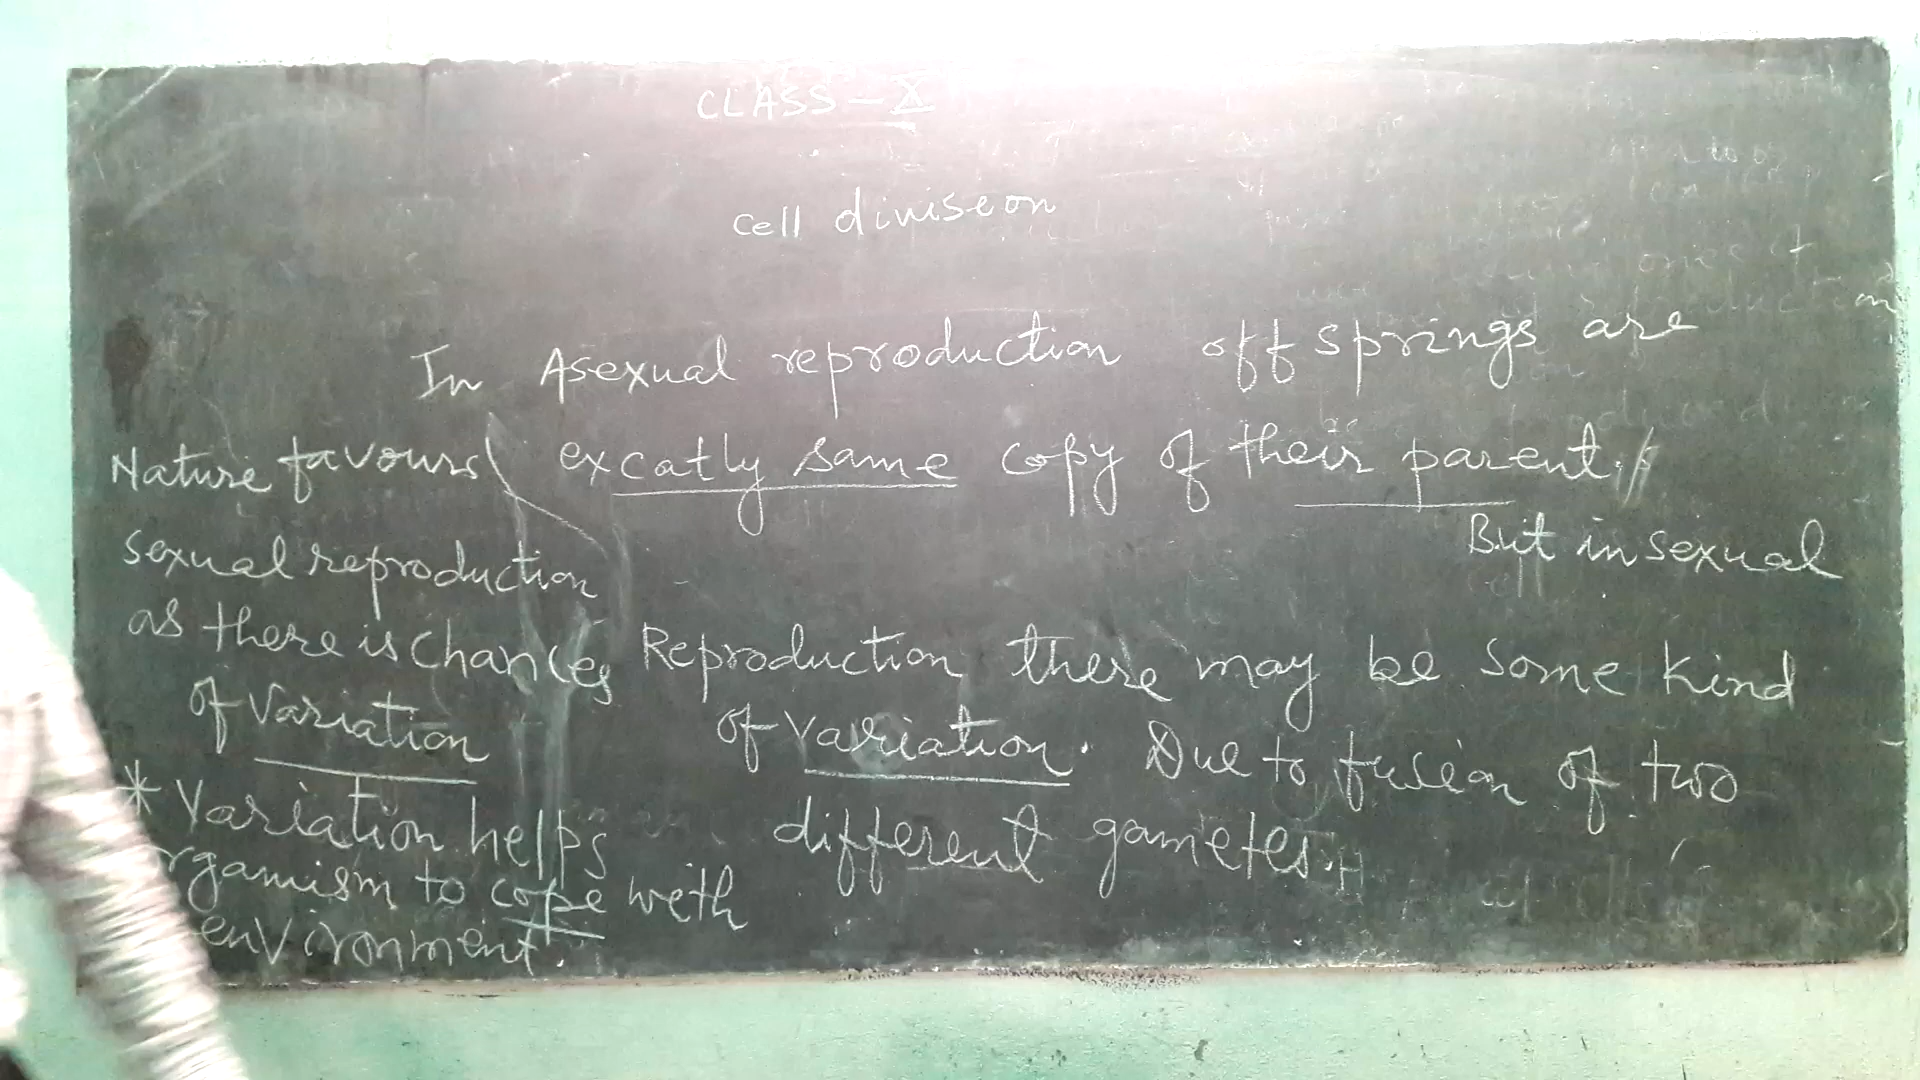 CLASS - X
cell diviseon
In Asexual reproduction offsprings are
excatly same copy of their parent.
But in sexual
Reproduction there may be some kind
of variation. Due to fusion of two
different gametes.
Nature favours
sexual reproduction
as there is chances
of variation
* Variation helps
organism to cope weth
environment.